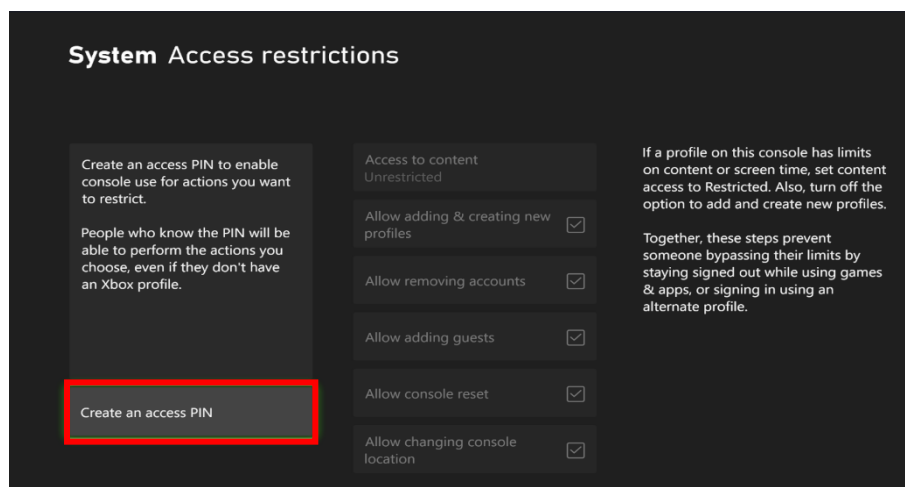 System Access restrictions
Create an access PIN to enable
console use for actions you want
to restrict.
People who know the PIN will be
able to perform the actions you
choose, even if they don't have
an Xbox profile.
Create an access PIN
Access to content
Unrestricted
Allow adding & creating new
profiles
Allow removing accounts
Allow adding guests
Allow console reset
Allow changing console
location
If a profile on this console has limits
on content or screen time, set content
access to Restricted. Also, turn off the
option to add and create new profiles.
Together, these steps prevent
someone bypassing their limits by
staying signed out while using games
& apps, or signing in using an
alternate profile.